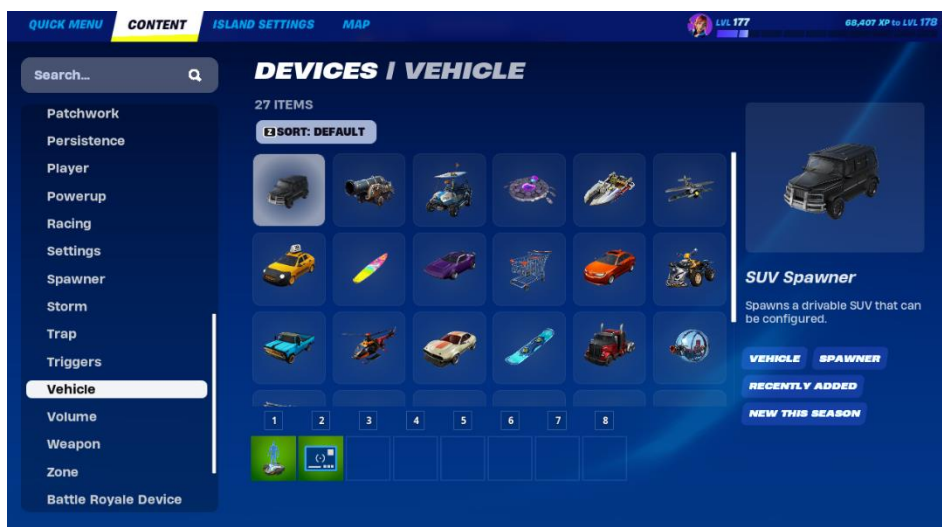 QUICK MENU CONTENT ISLAND SETTINGS MAP LVL 177 68,407 XP to LVL 178
Search...
Patchwork
Persistence
Player
Powerup
Racing
Settings
Spawner
Storm
Trap
Triggers
Vehicle
Volume
Weapon
Zone
Battle Royale Device
DEVICES / VEHICLE
27 ITEMS
Z SORT: DEFAULT
1 2 3 4 5 6 7 8
SUV Spawner
Spawns a drivable SUV that can
be configured.
VEHICLE SPAWNER
RECENTLY ADDED
NEW THIS SEASON